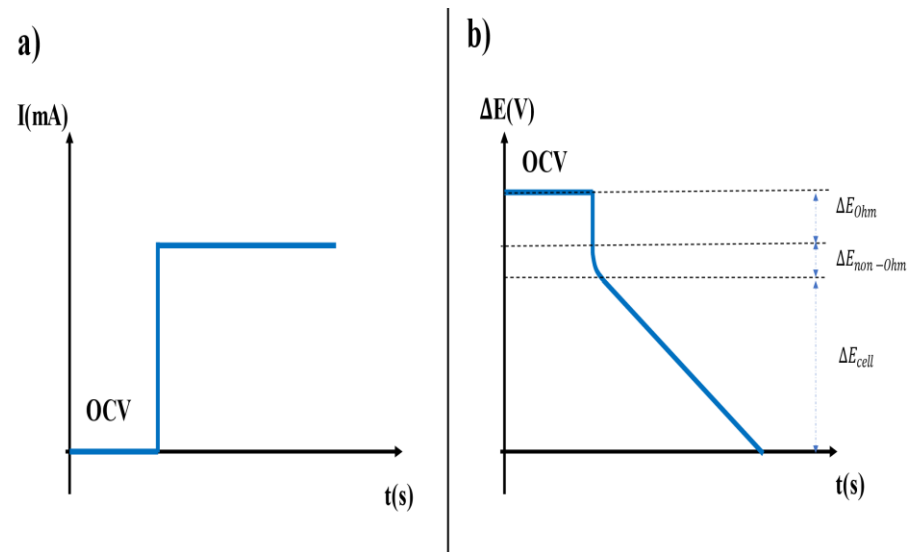 a)
I(mA)
OCV
t(s)
b)
ΔE(V)
OCV
ΔE_Ohm
ΔE_non−Ohm
ΔE_cell
t(s)